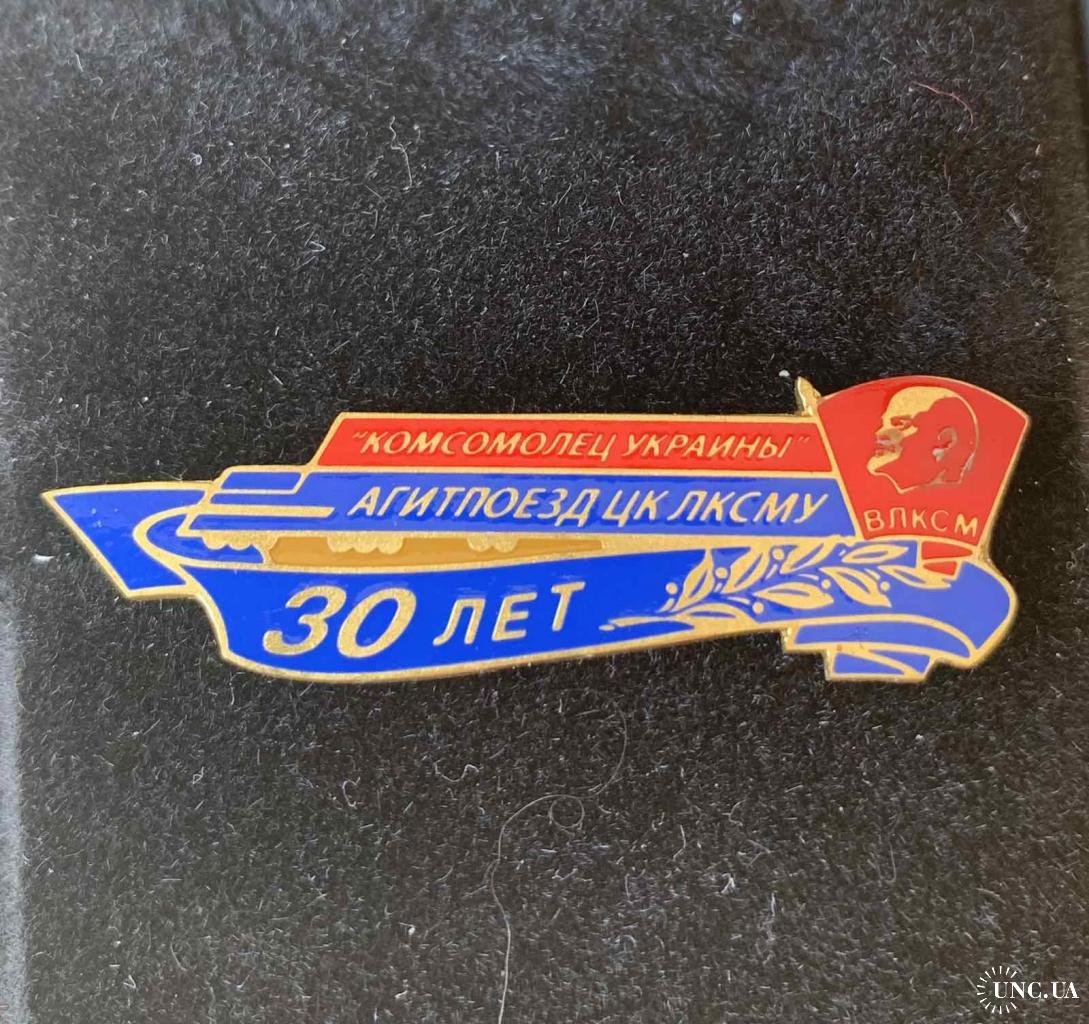 "КОМСОМОЛЕЦ УКРАИНЫ"
АГИТПОЕЗД ЦК ЛКСМУ
ВЛКСМ
30 ЛЕТ
UNC.UA